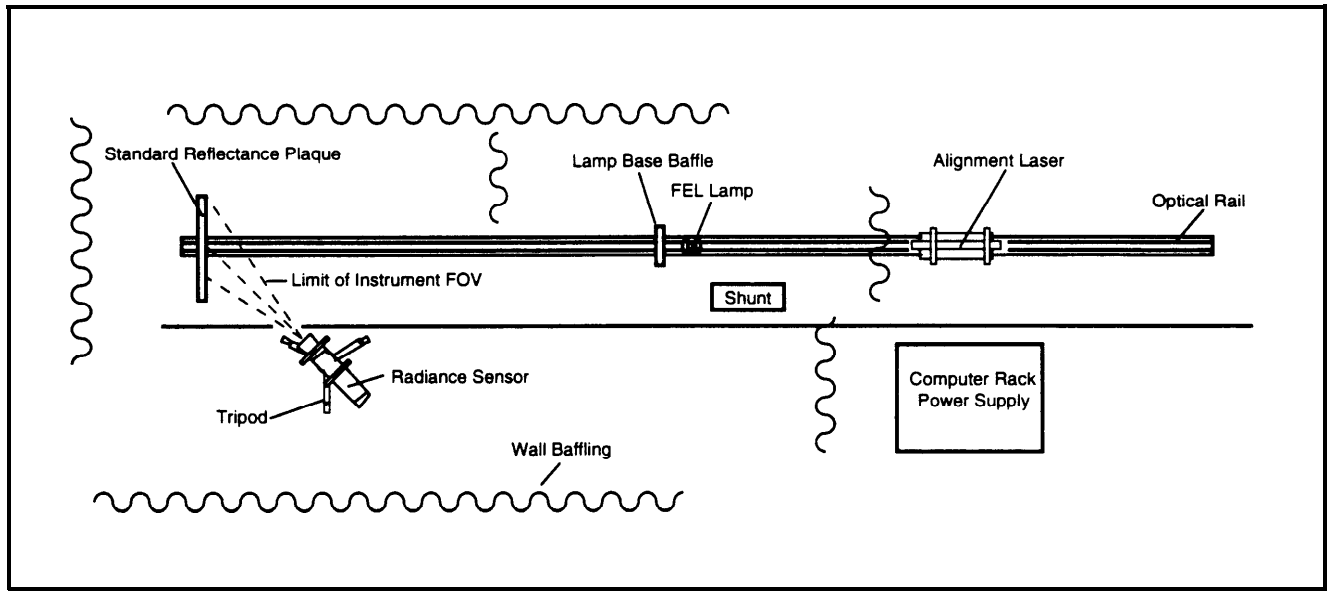 Standard Reflectance Plaque
Lamp Base Baffle
FEL Lamp
Alignment Laser
Optical Rail
Limit of Instrument FOV
Shunt
Radiance Sensor
Tripod
Computer Rack
Power Supply
Wall Baffling